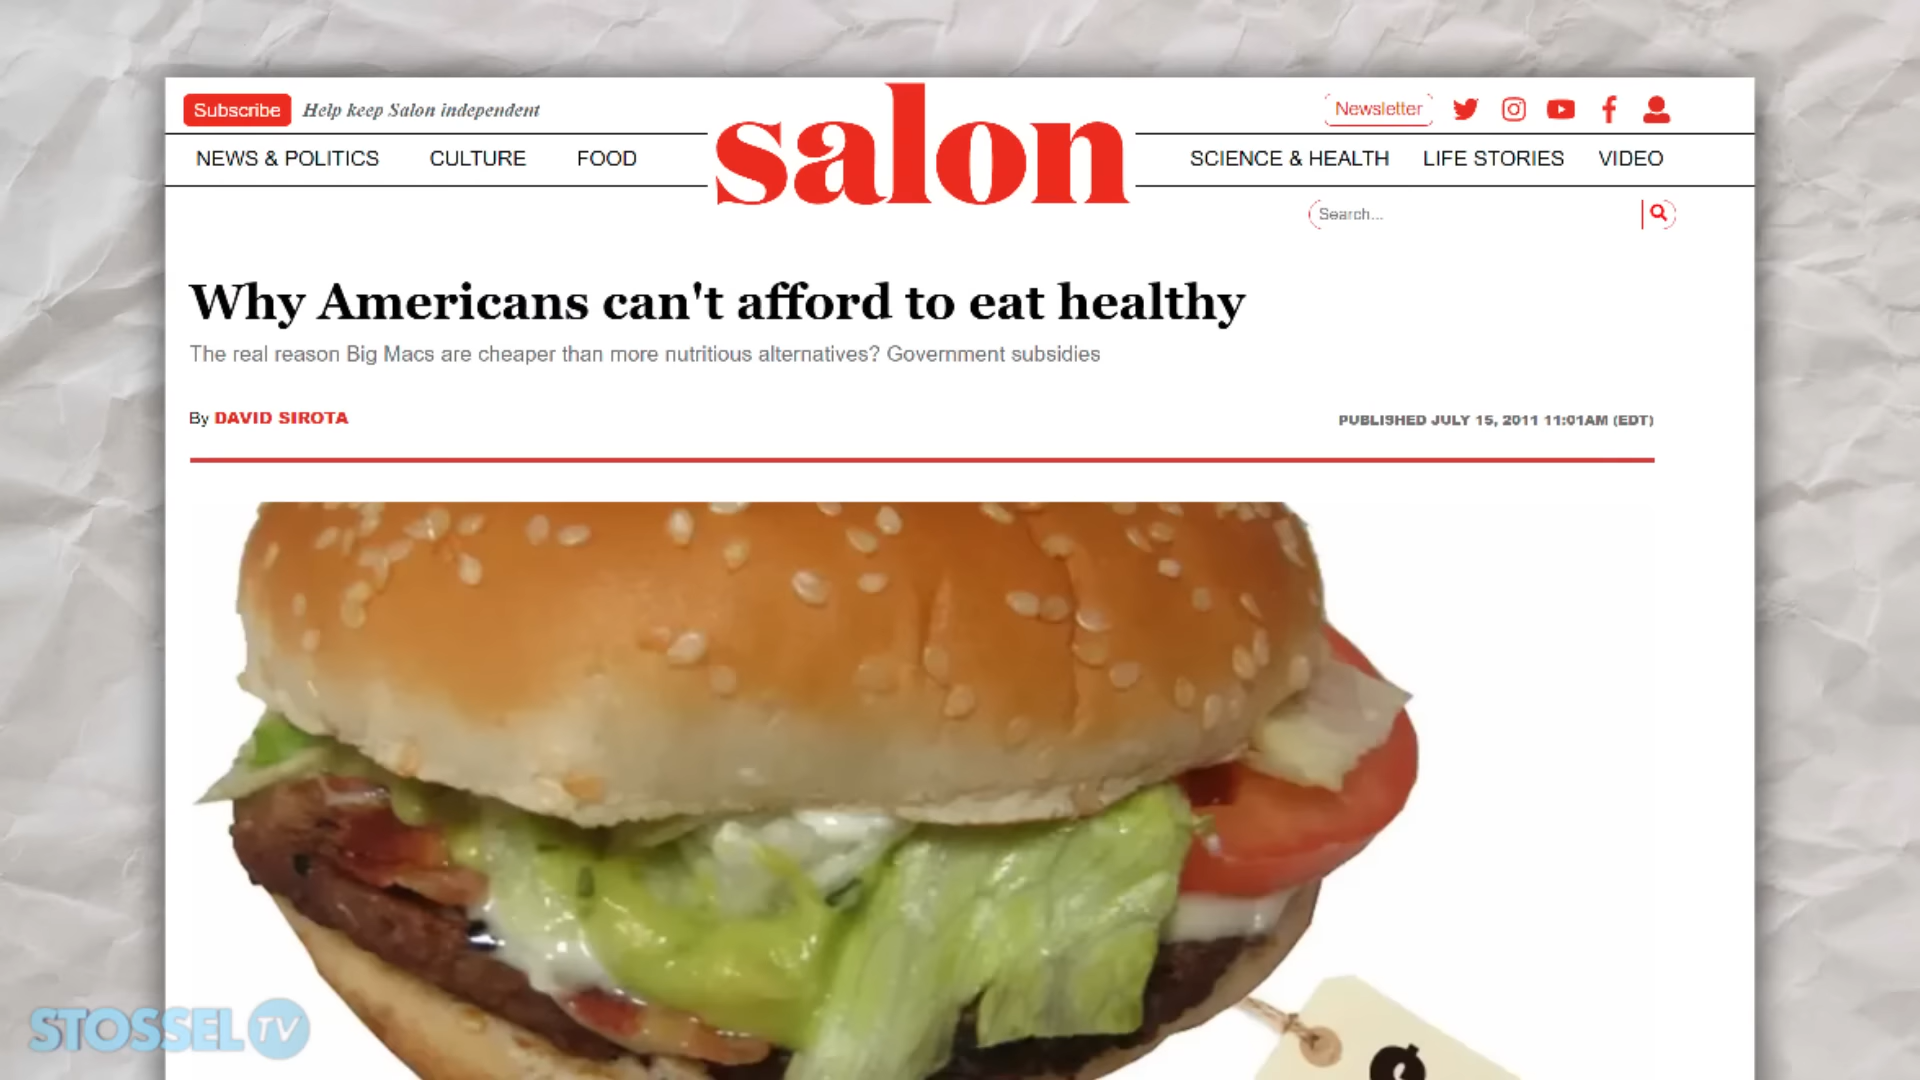 Subscribe Help keep Salon independent
salon
Newsletter
NEWS & POLITICS CULTURE FOOD
SCIENCE & HEALTH LIFE STORIES VIDEO
Search...
Why Americans can't afford to eat healthy
The real reason Big Macs are cheaper than more nutritious alternatives? Government subsidies
By DAVID SIROTA
PUBLISHED JULY 15, 2011 11:01AM (EDT)
STOSSEL TV